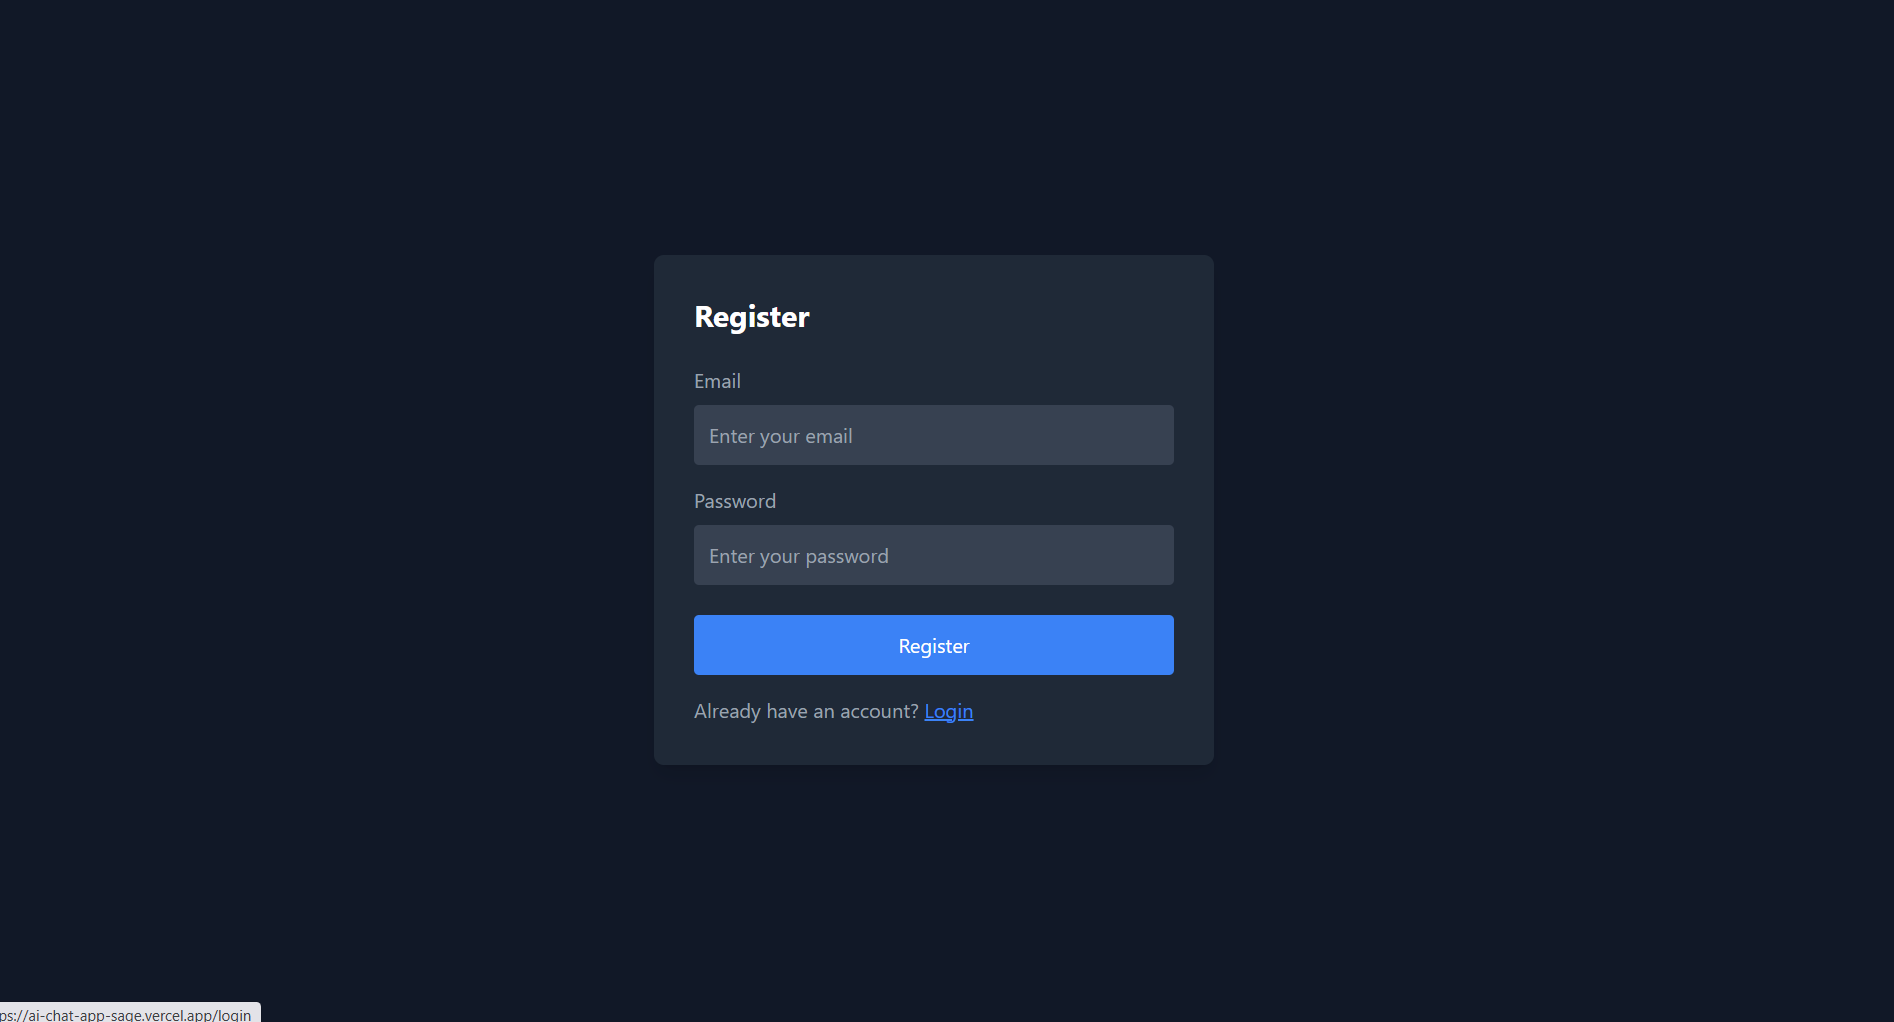 Register
Email
Enter your email
Password
Enter your password
Register
Already have an account? Login
ps://ai-chat-app-sage.vercel.app/login